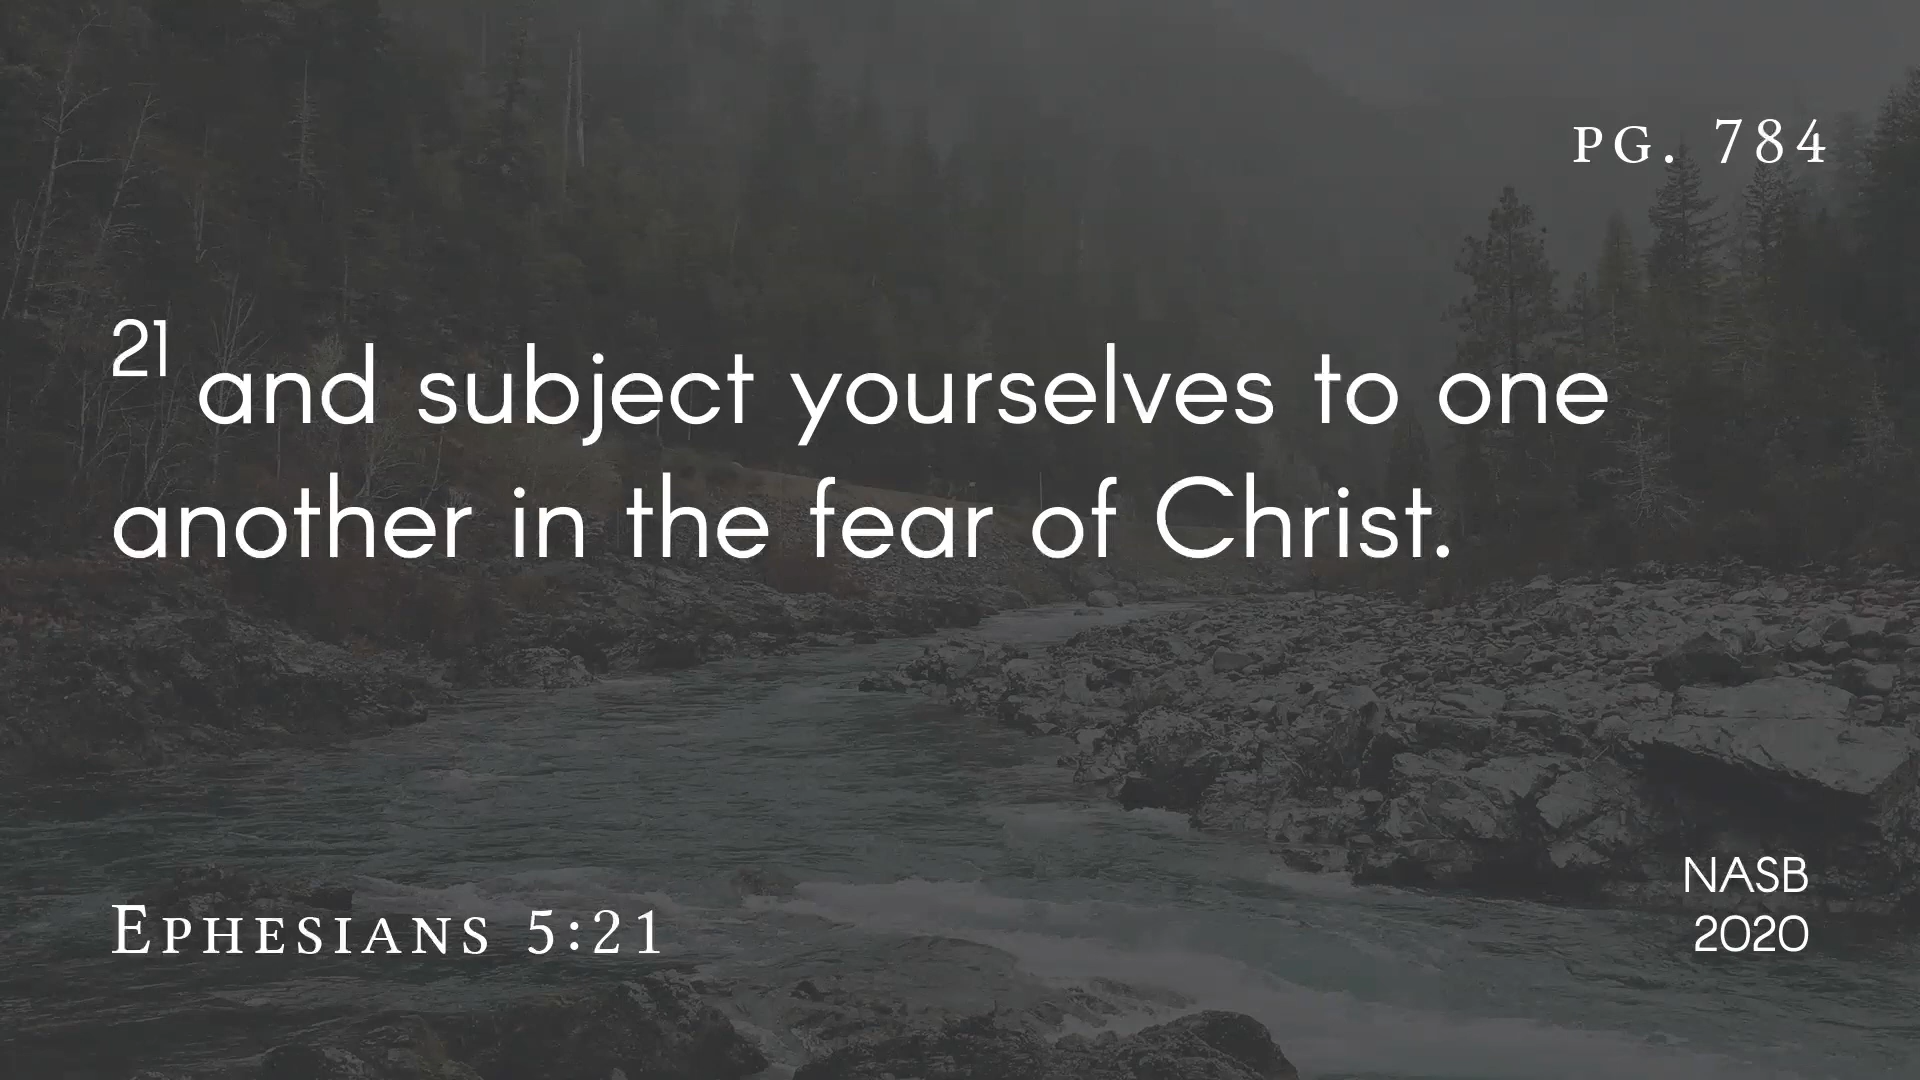 PG. 784
21 and subject yourselves to one
another in the fear of Christ.
EPHESIANS 5:21
NASB
2020